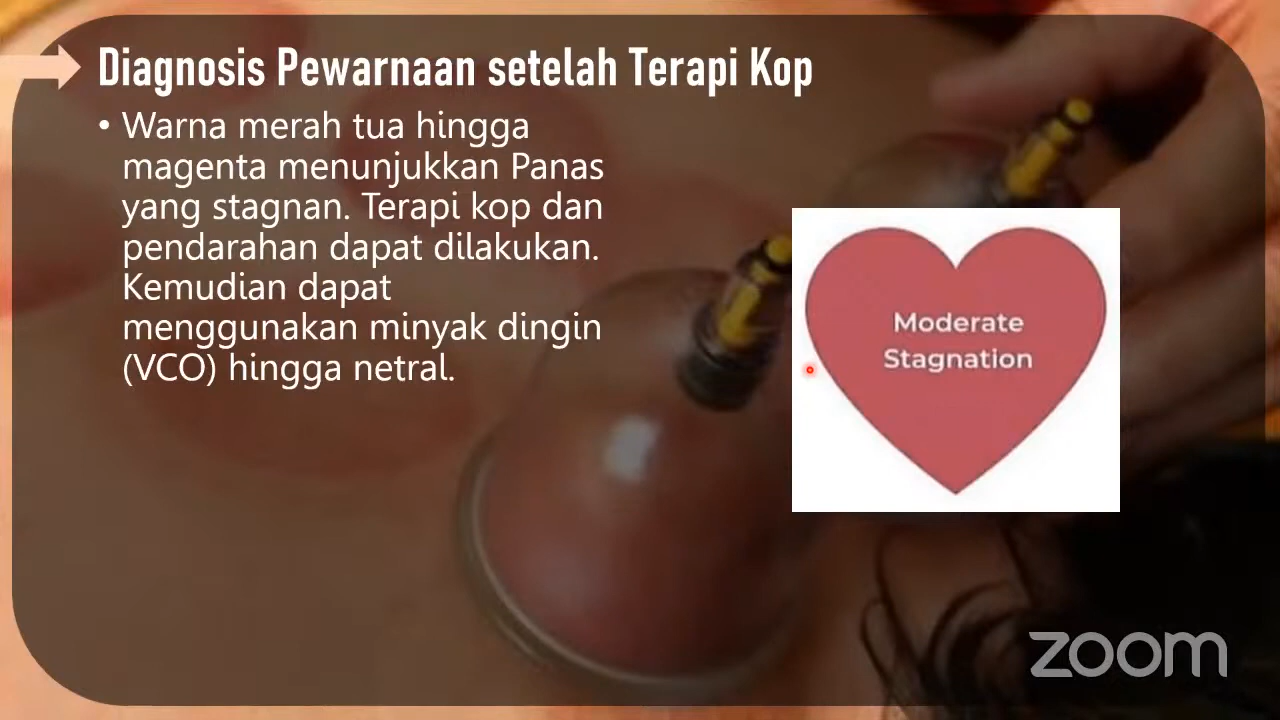 Diagnosis Pewarnaan setelah Terapi Kop
• Warna merah tua hingga
magenta menunjukkan Panas
yang stagnan. Terapi kop dan
pendarahan dapat dilakukan.
Kemudian dapat
menggunakan minyak dingin
(VCO) hingga netral.
Moderate
Stagnation
zoom